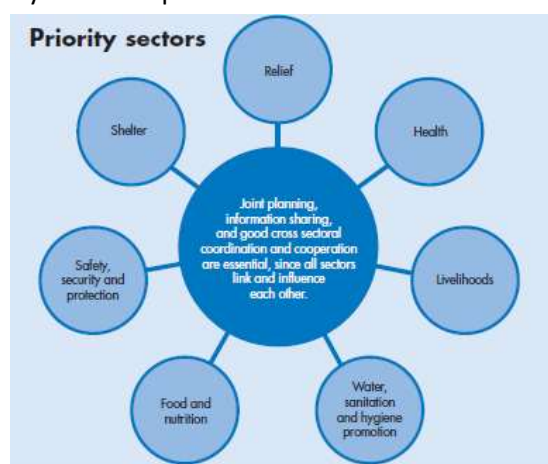 Priority sectors
Relief
Shelter
Health
Joint planning,
information sharing,
and good cross sectoral
coordination and cooperation
are essential, since all sectors
link and influence
each other.
Safety,
security and
protection
Livelihoods
Food and
nutrition
Water,
sanitation
and hygiene
promotion